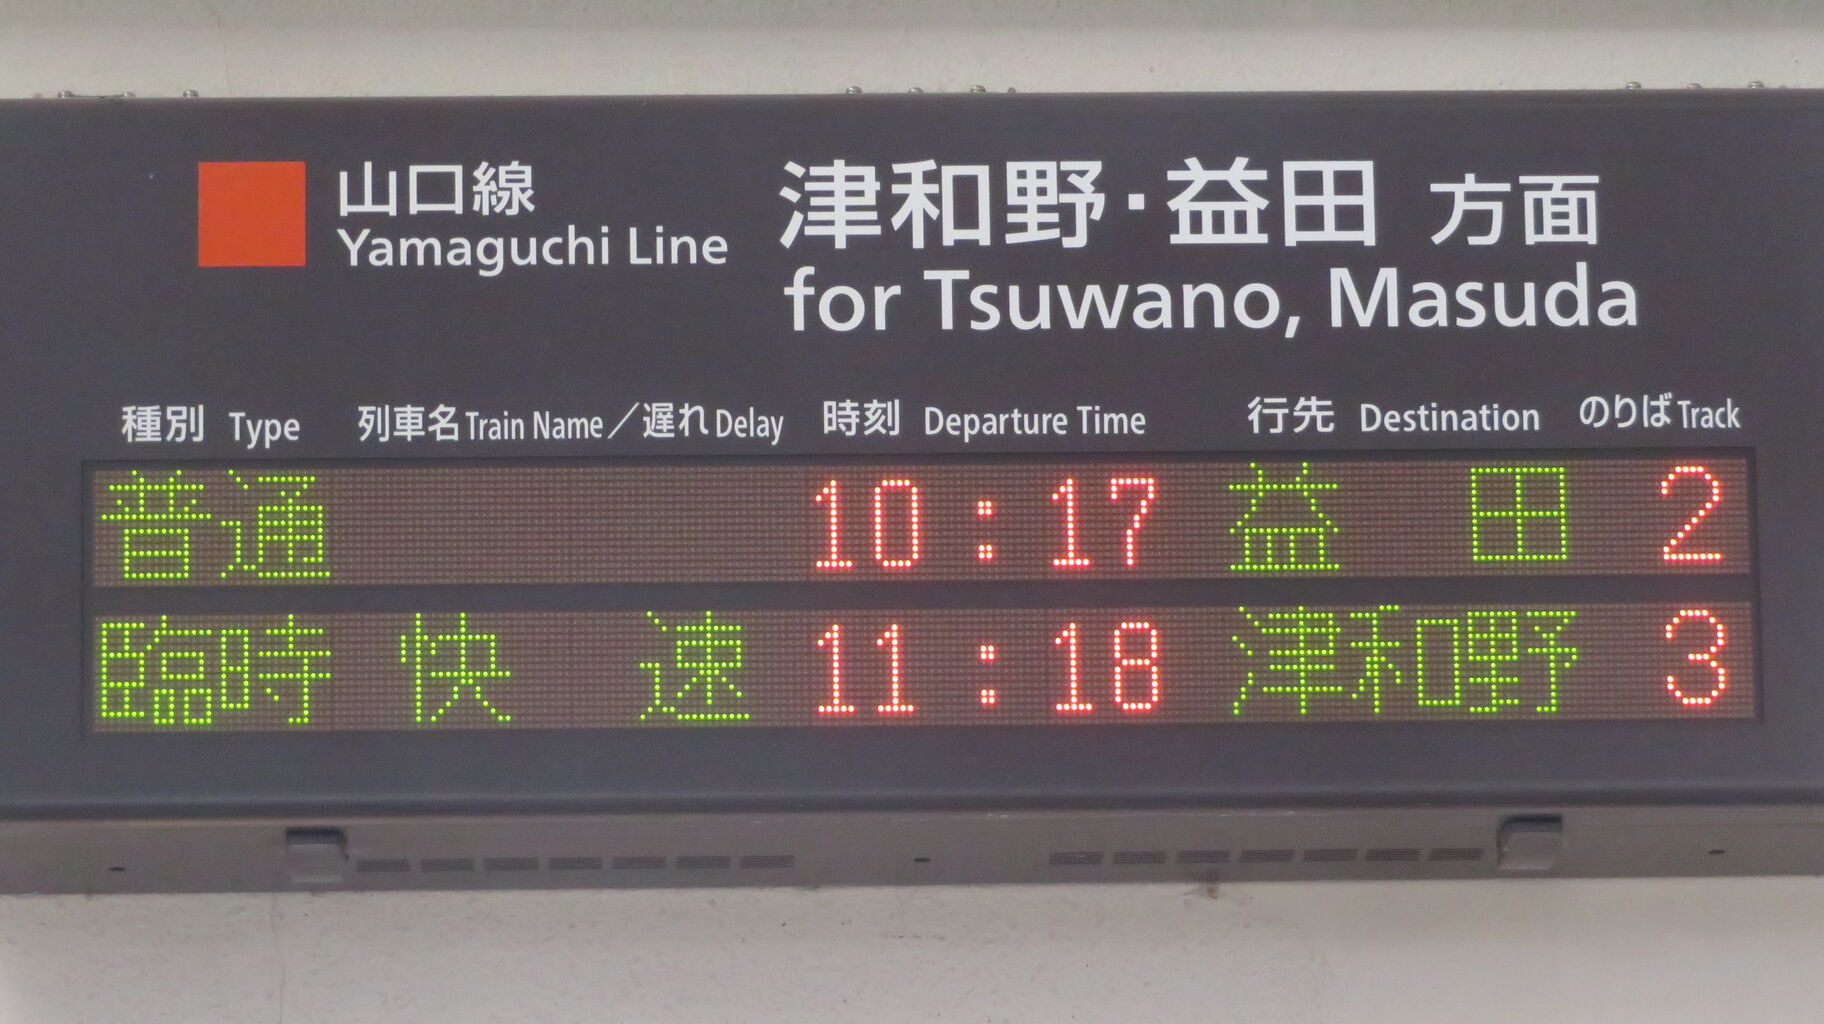 山口線 津和野・益田 方面
Yamaguchi Line for Tsuwano, Masuda
種別 Type 列車名 Train Name／遅れ Delay 時刻 Departure Time 行先 Destination のりば Track
普通 10:17 益田 2
臨時 快速 11:18 津和野 3